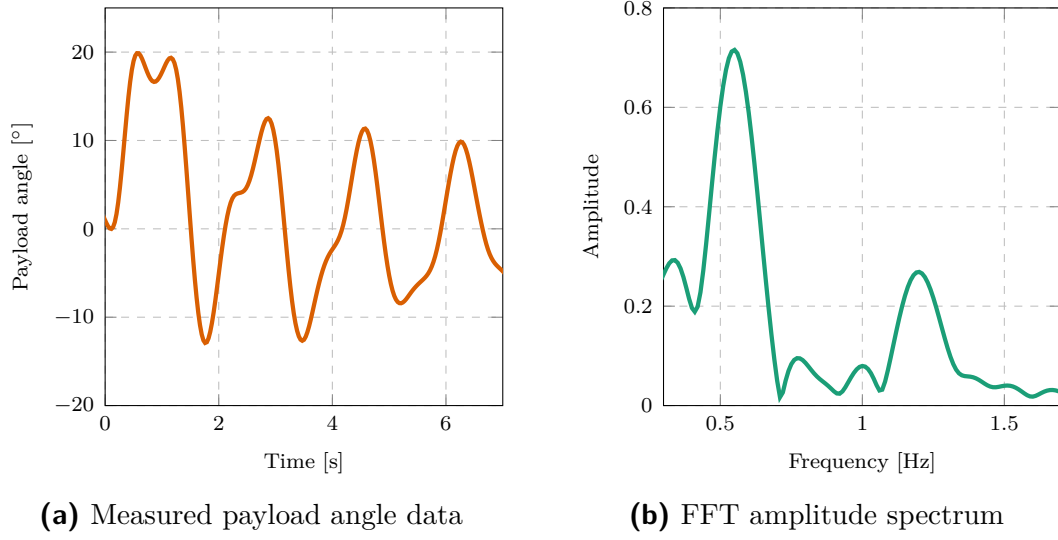 20
10
0
−10
−20
Payload angle [°]
0
2
4
6
Time [s]
(a) Measured payload angle data
0.8
0.6
0.4
0.2
0
Amplitude
0.5
1
1.5
Frequency [Hz]
(b) FFT amplitude spectrum